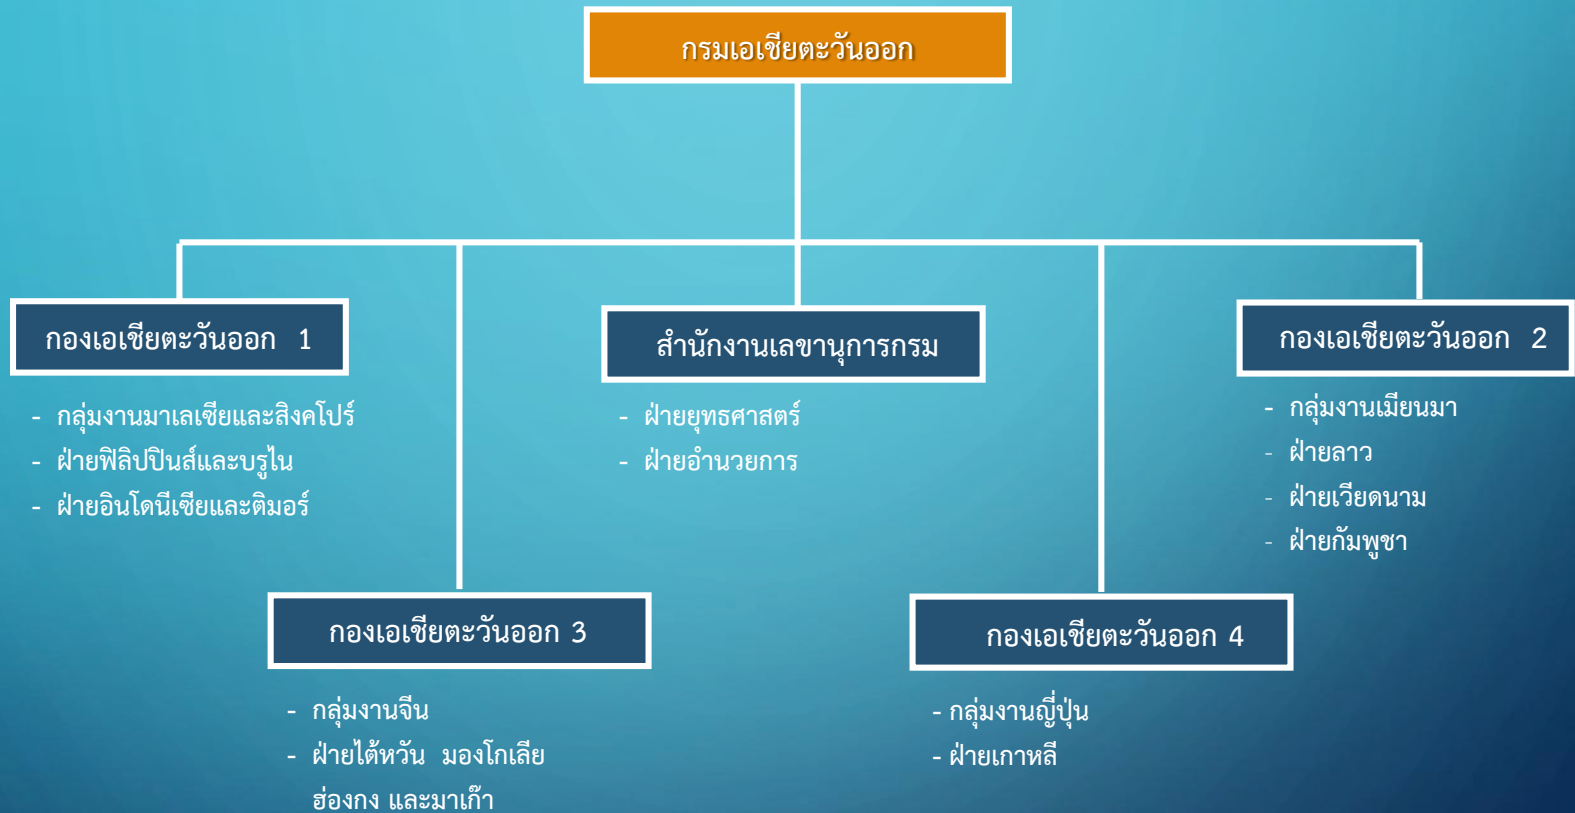 กรมเอเชียตะวันออก
กองเอเชียตะวันออก 1
- กลุ่มงานมาเลเซียและสิงคโปร์
- ฝ่ายฟิลิปปินส์และบรูไน
- ฝ่ายอินโดนีเซียและติมอร์
สำนักงานเลขานุการกรม
- ฝ่ายยุทธศาสตร์
- ฝ่ายอำนวยการ
กองเอเชียตะวันออก 2
- กลุ่มงานเมียนมา
- ฝ่ายลาว
- ฝ่ายเวียดนาม
- ฝ่ายกัมพูชา
กองเอเชียตะวันออก 3
- กลุ่มงานจีน
- ฝ่ายไต้หวัน มองโกเลีย
ฮ่องกง และมาเก๊า
กองเอเชียตะวันออก 4
- กลุ่มงานญี่ปุ่น
- ฝ่ายเกาหลี